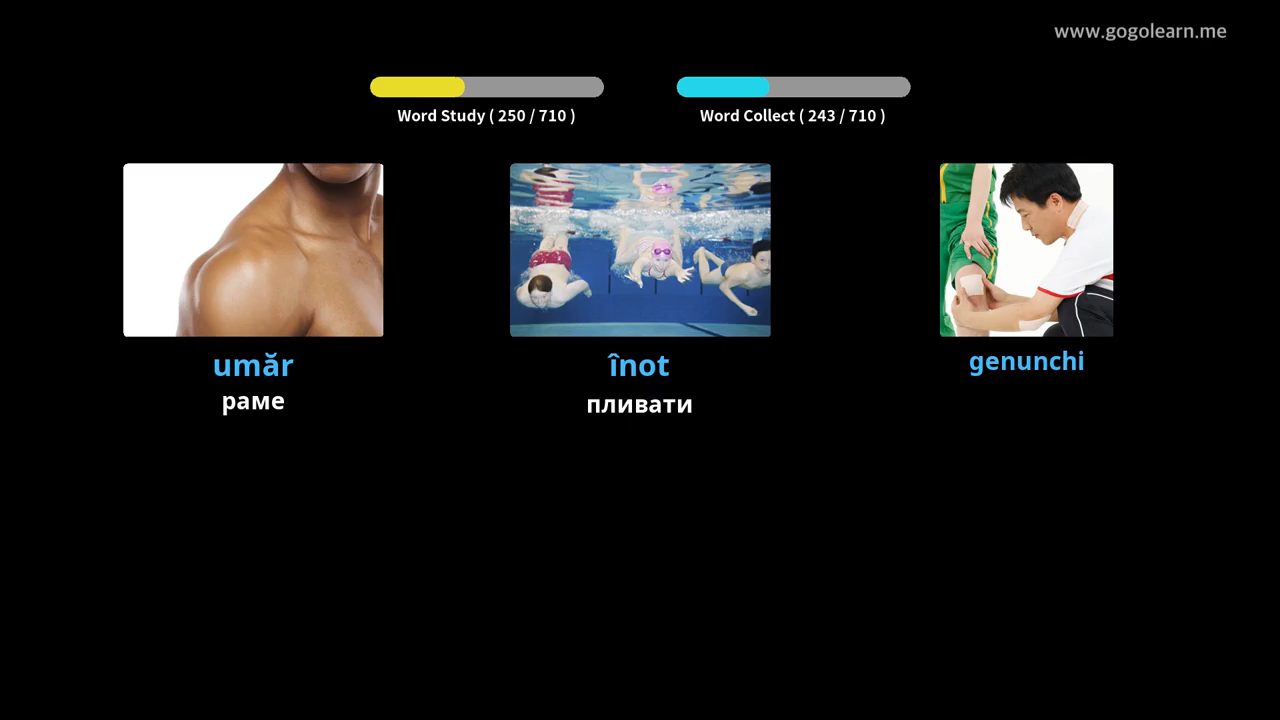 www.gogolearn.me
Word Study ( 250 / 710 )
Word Collect ( 243 / 710 )
umăr
раме
înot
пливати
genunchi